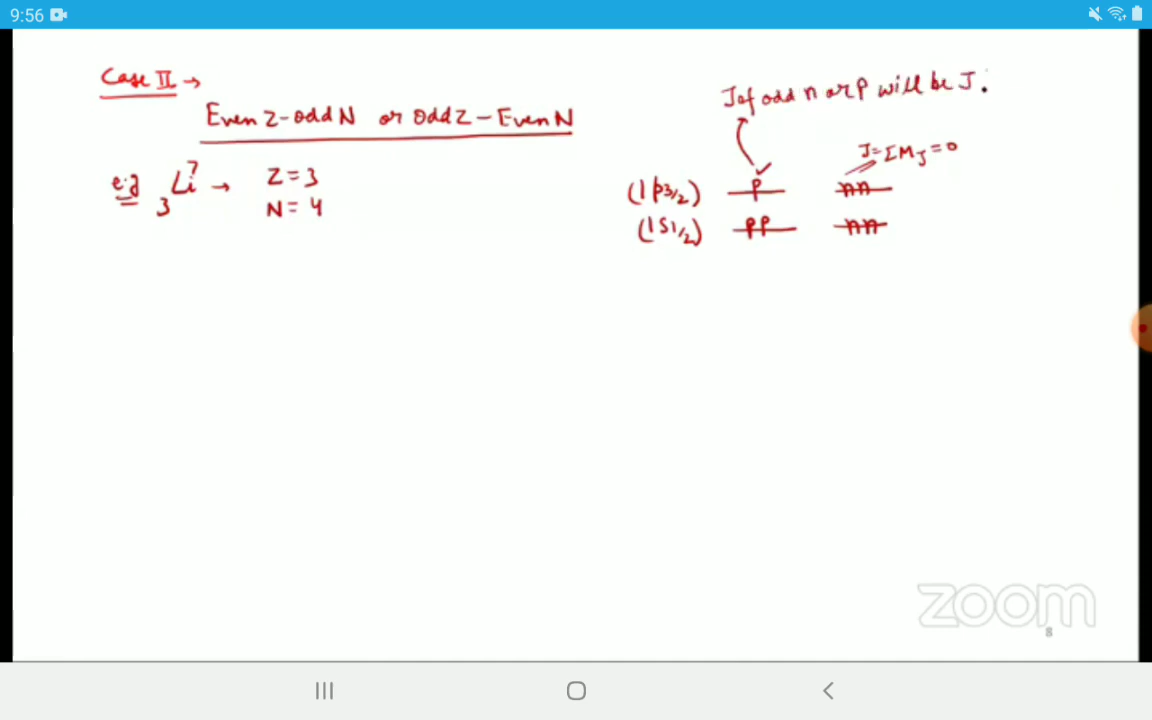 9:56
Case II →
Even Z-odd N or Odd Z - Even N
J of odd n or P will be J.
e.g 3Li7 → Z = 3
N = 4
J = ΣMJ = 0
(1p3/2) P nn
(1S1/2) PP nn
zoom
8